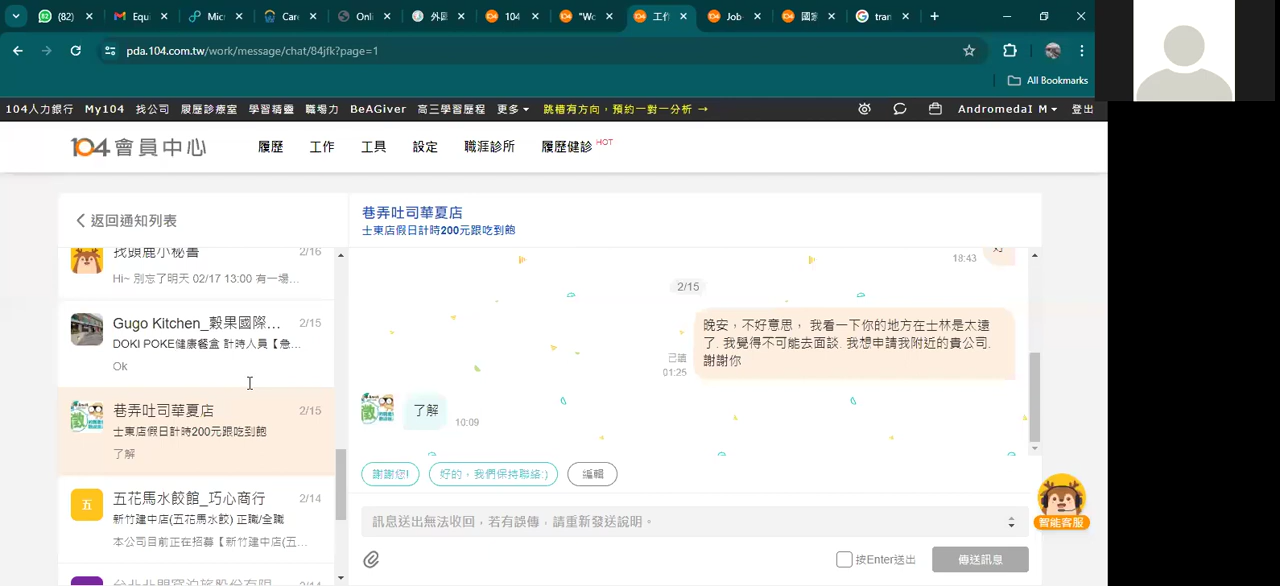 (82)
Equi
Mic
Care
Onli
外国
104
"Wo
工作
Job-
國家
tran
pda.104.com.tw/work/message/chat/84jfk?page=1
All Bookmarks
104人力銀行 My104 找公司 履歷診療室 學習精靈 職場力 BeAGiver 高三學習歷程 更多 跳槽有方向，預約一對一分析 →
AndromedaI M 登出
104會員中心
履歷 工作 工具 設定 職涯診所 履歷健診 HOT
返回通知列表
找頭鹿小秘書 2/16
Hi~ 別忘了明天 02/17 13:00 有一場...
Gugo Kitchen_穀果國際... 2/15
DOKI POKE健康餐盒 計時人員【急...
Ok
巷弄吐司華夏店 2/15
士東店假日計時200元跟吃到飽
了解
五
五花馬水餃館_巧心商行 2/14
新竹建中店(五花馬水餃) 正職/全職
本公司目前正在招募【新竹建中店(五...
2/14
巷弄吐司華夏店
士東店假日計時200元跟吃到飽
18:43
2/15
晚安，不好意思， 我看一下你的地方在士林是太遠
了. 我覺得不可能去面談. 我想申請我附近的貴公司.
謝謝你
已讀
01:25
了解
10:09
謝謝您!
好的，我們保持聯絡:)
編輯
訊息送出無法收回，若有誤傳，請重新發送說明。
按Enter送出
傳送訊息
智能客服